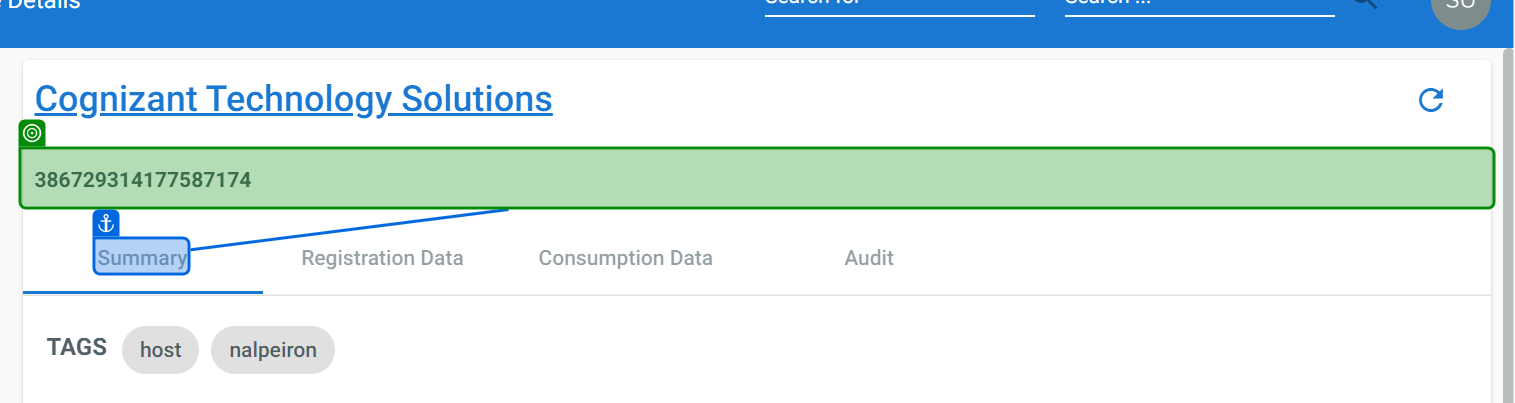 Details
Search for
Search ...
SU
Cognizant Technology Solutions
386729314177587174
Summary
Registration Data
Consumption Data
Audit
TAGS
host
nalpeiron